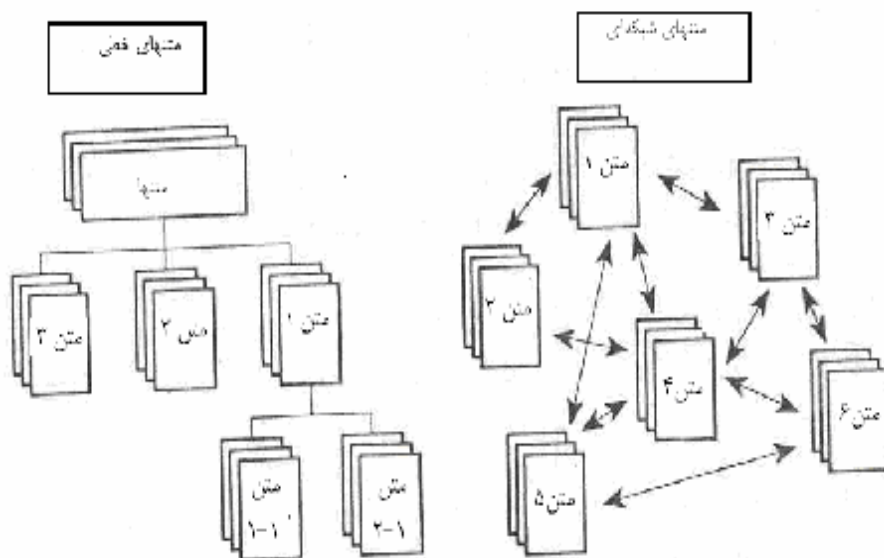 متنهای شبکه‌ای
متن ۱
متن ۳
متن ۲
متن ۴
متن ۶
متن ۵
متنهای خطی
متنها
متن ۱
متن ۲
متن ۳
متن
۲-۱
متن
۱-۱